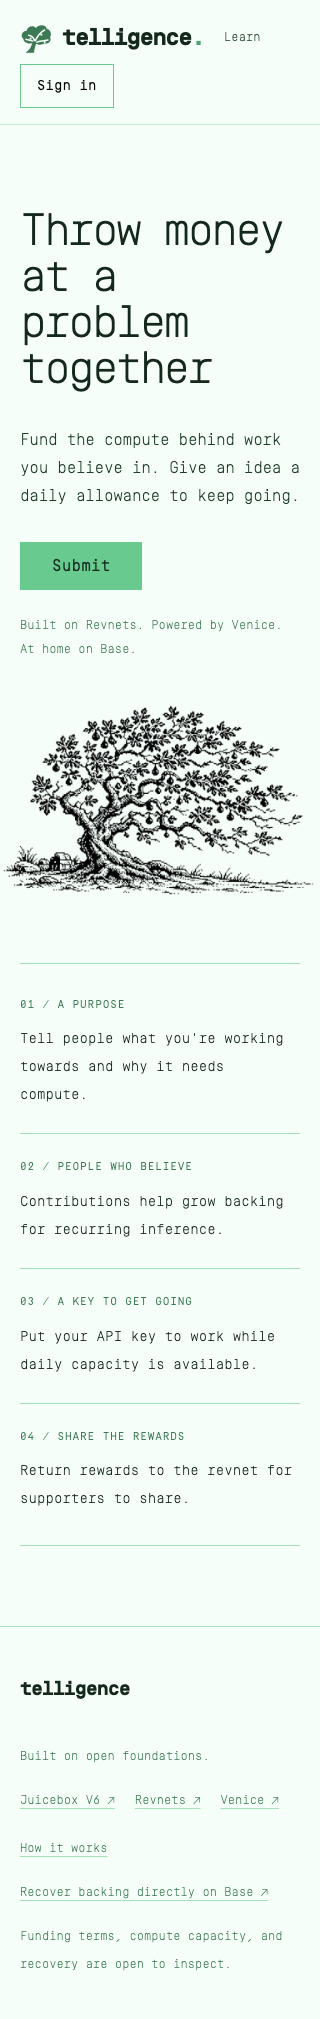 telligence.
Learn
Sign in
Throw money
at a
problem
together
Fund the compute behind work
you believe in. Give an idea a
daily allowance to keep going.
Submit
Built on Revnets. Powered by Venice.
At home on Base.
01 / A PURPOSE
Tell people what you're working
towards and why it needs
compute.
02 / PEOPLE WHO BELIEVE
Contributions help grow backing
for recurring inference.
03 / A KEY TO GET GOING
Put your API key to work while
daily capacity is available.
04 / SHARE THE REWARDS
Return rewards to the revnet for
supporters to share.
telligence
Built on open foundations.
Juicebox V6 ↗ Revnets ↗ Venice ↗
How it works
Recover backing directly on Base ↗
Funding terms, compute capacity, and
recovery are open to inspect.